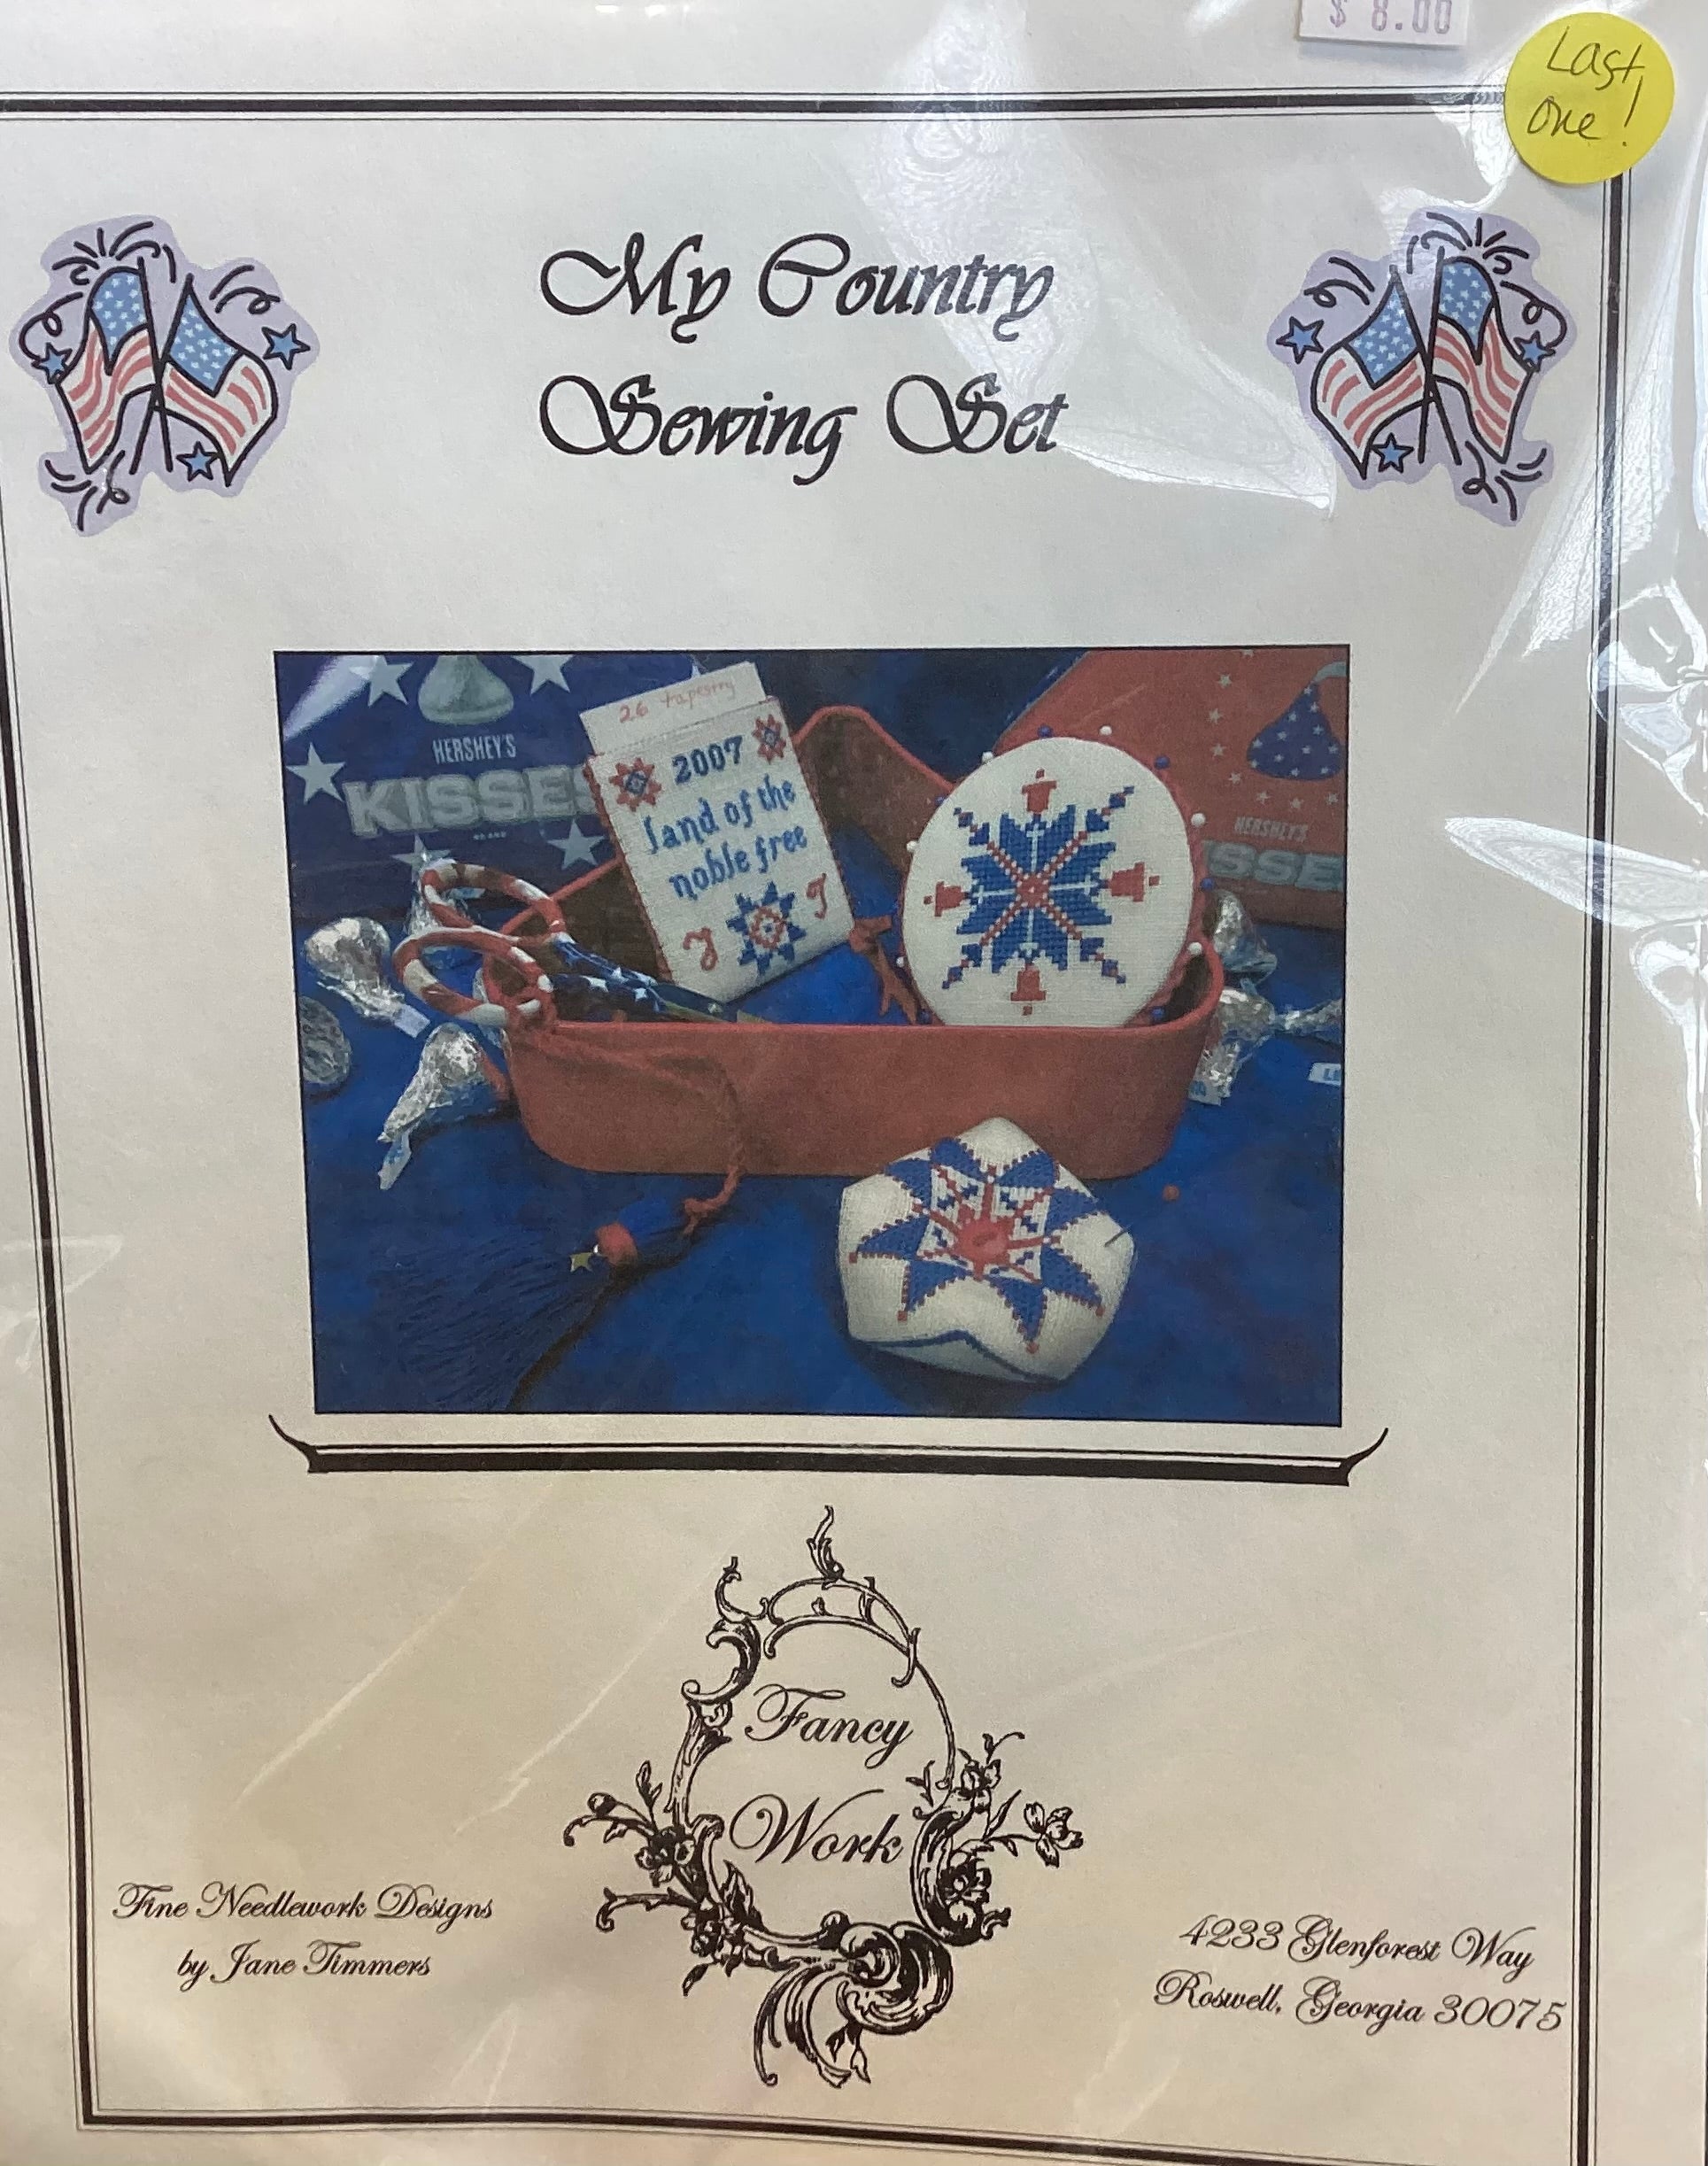 $ 8.00
Last
One!
My Country
Sewing Set
26 tapestry
2007
land of the
noble free
J T
HERSHEY'S
KISSES
HERSHEY'S
ISSE
Fancy
Work
Fine Needlework Designs
by Jane Timmers
4233 Glenforest Way
Roswell, Georgia 30075